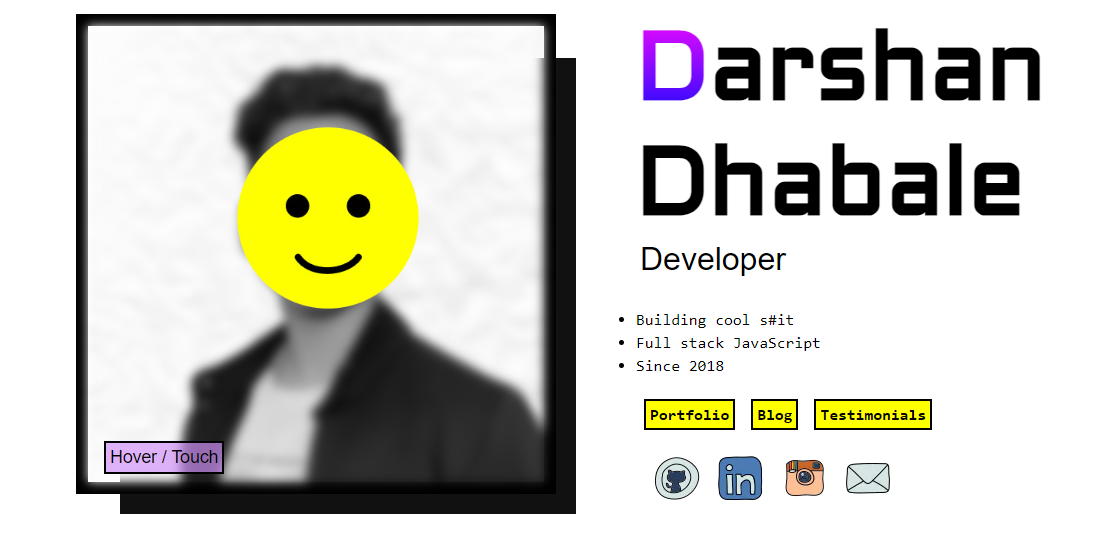 Darshan
Dhabale
Developer
Building cool s#it
Full stack JavaScript
Since 2018
Portfolio Blog Testimonials
Hover / Touch
in